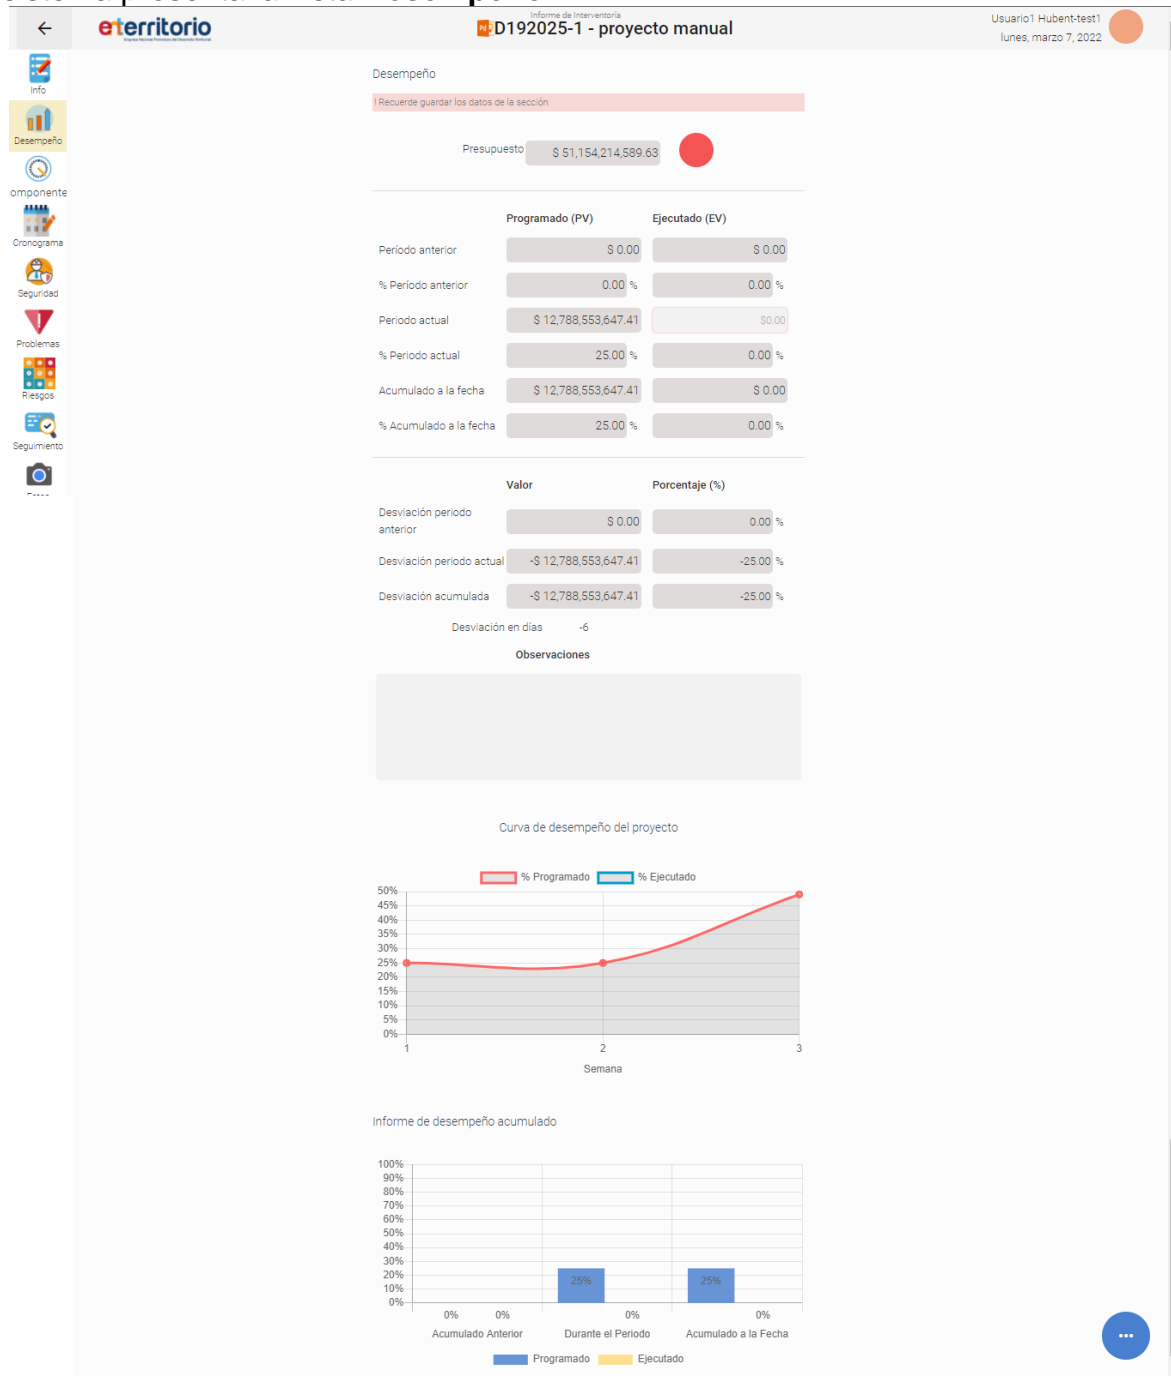 Informe de Interventoría
eterritorio
D192025-1 - proyecto manual
Usuario1 Hubent-test1
lunes, marzo 7, 2022
Info
Desempeño
omponente
Cronograma
Seguridad
Problemas
Riesgos
Seguimiento
Desempeño
! Recuerde guardar los datos de la sección
Presupuesto $ 51,154,214,589.63
Programado (PV) Ejecutado (EV)
Período anterior $ 0.00 $ 0.00
% Período anterior 0.00 % 0.00 %
Periodo actual $ 12,788,553,647.41 $0.00
% Periodo actual 25.00 % 0.00 %
Acumulado a la fecha $ 12,788,553,647.41 $ 0.00
% Acumulado a la fecha 25.00 % 0.00 %
Valor Porcentaje (%)
Desviación periodo
anterior $ 0.00 0.00 %
Desviación periodo actual -$ 12,788,553,647.41 -25.00 %
Desviación acumulada -$ 12,788,553,647.41 -25.00 %
Desviación en días -6
Observaciones
Curva de desempeño del proyecto
% Programado % Ejecutado
50%
45%
40%
35%
30%
25%
20%
15%
10%
5%
0%
1 2 3
Semana
Informe de desempeño acumulado
100%
90%
80%
70%
60%
50%
40%
30%
20%
10%
0%
25% 25%
0% 0% 0% 0%
Acumulado Anterior Durante el Periodo Acumulado a la Fecha
Programado Ejecutado